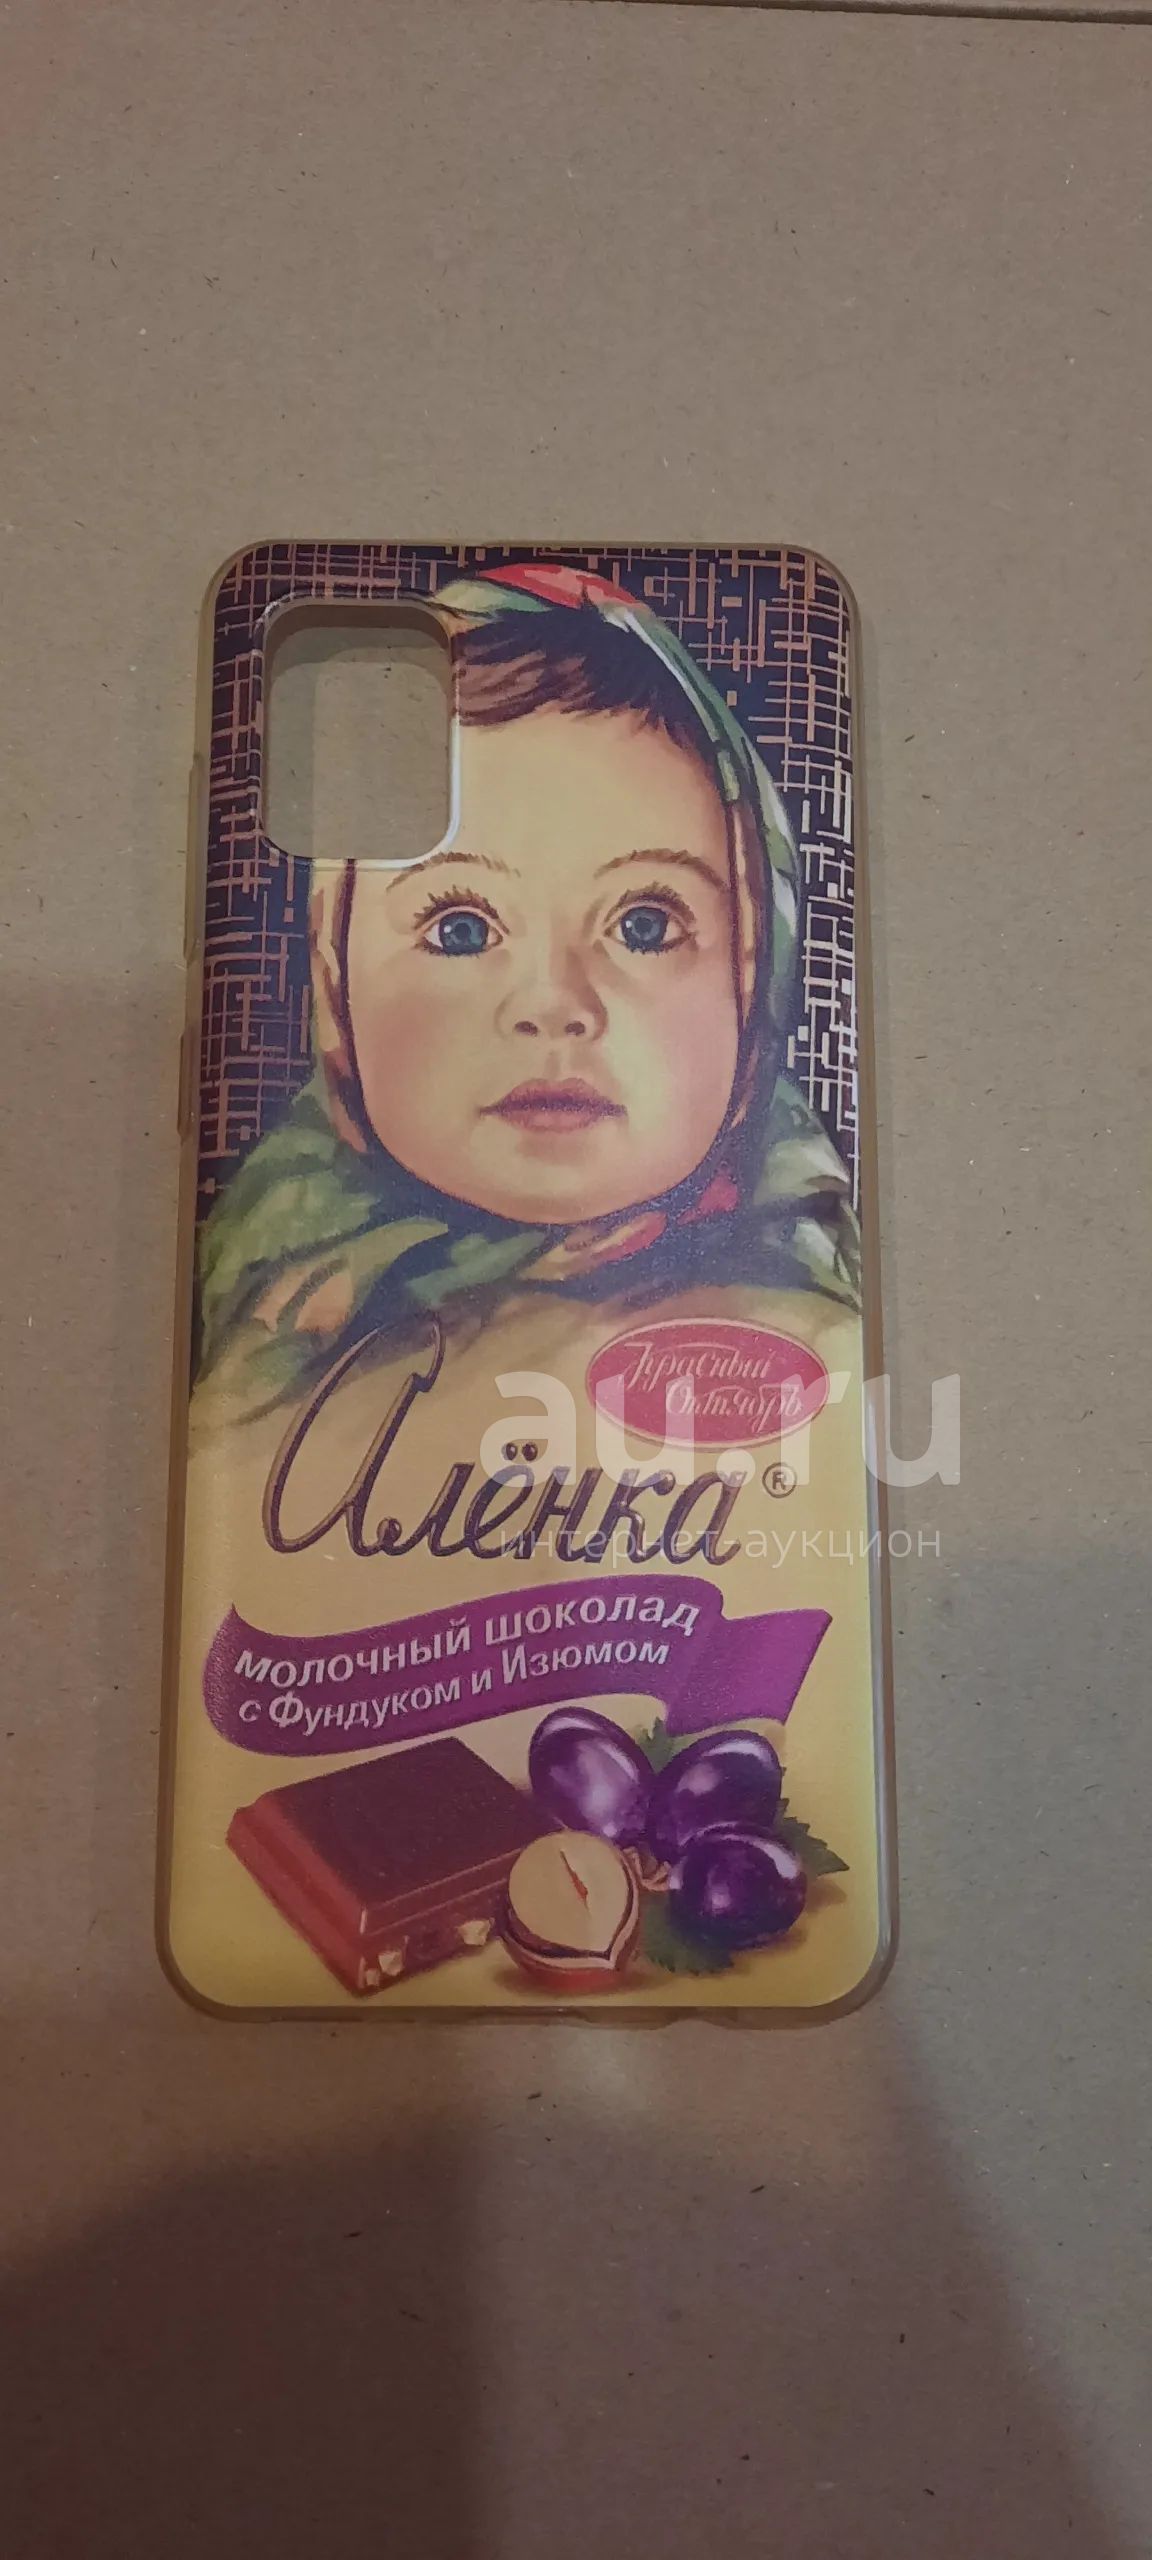 Красный
Октябрь
au.ru
Алёнка ®
интернет-аукцион
молочный шоколад
с Фундуком и Изюмом